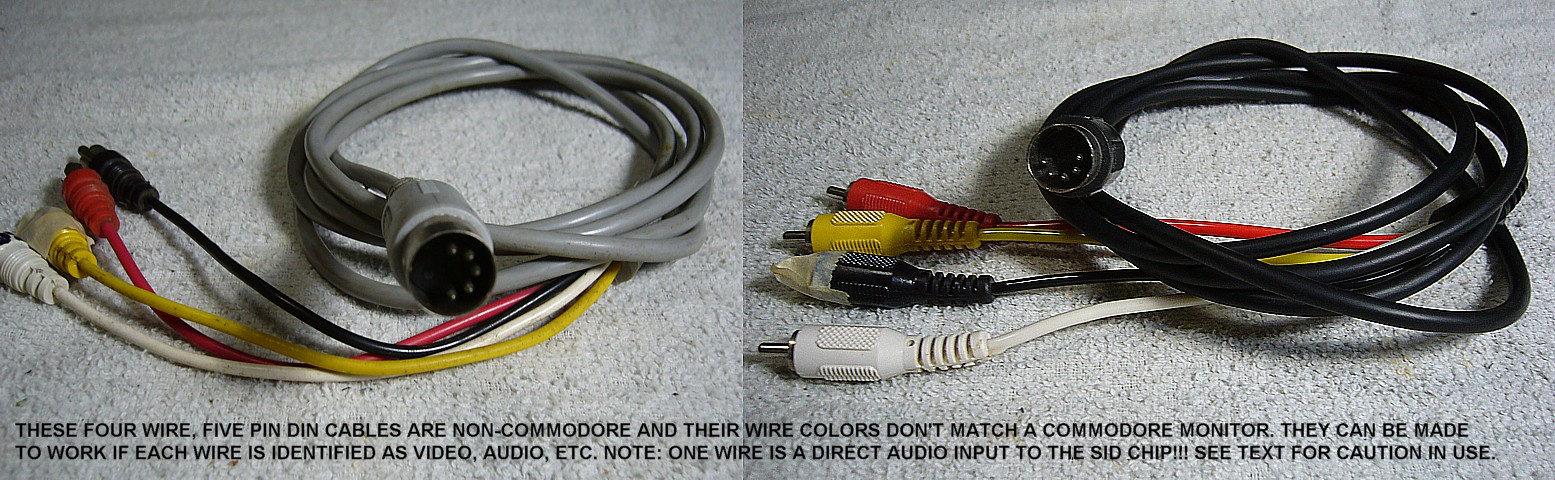 THESE FOUR WIRE, FIVE PIN DIN CABLES ARE NON-COMMODORE AND THEIR WIRE COLORS DON'T MATCH A COMMODORE MONITOR. THEY CAN BE MADE
TO WORK IF EACH WIRE IS IDENTIFIED AS VIDEO, AUDIO, ETC. NOTE: ONE WIRE IS A DIRECT AUDIO INPUT TO THE SID CHIP!!! SEE TEXT FOR CAUTION IN USE.